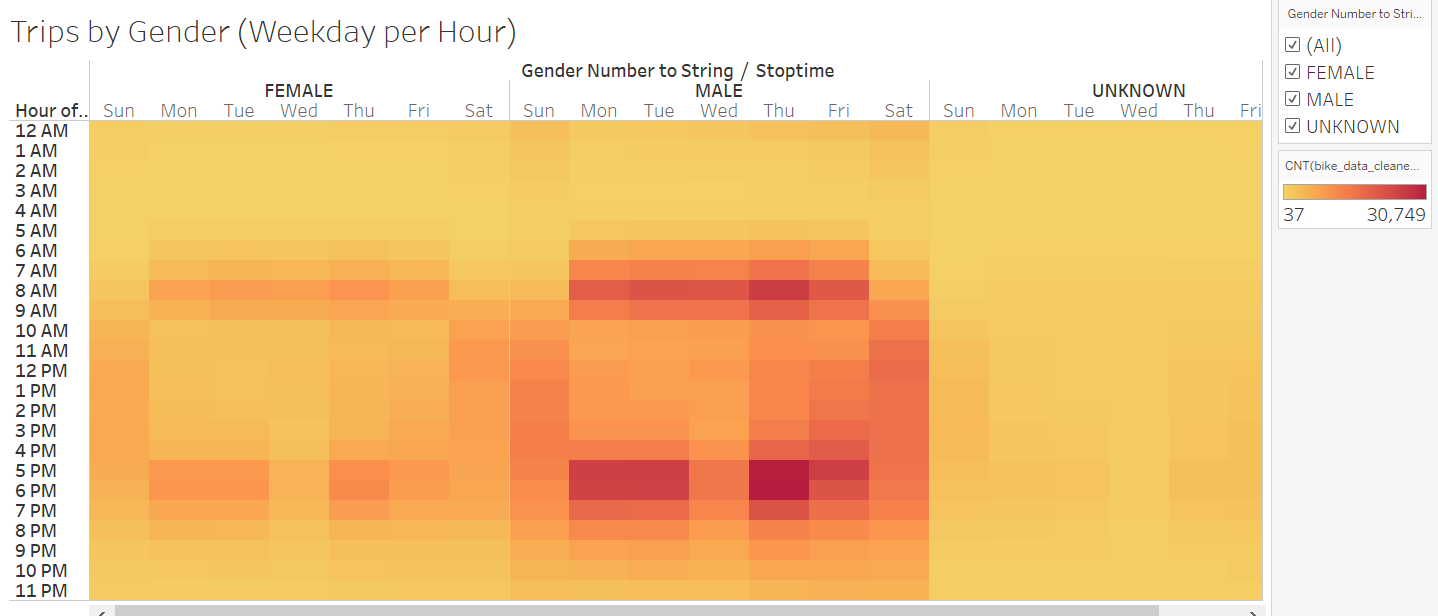 Trips by Gender (Weekday per Hour)
Gender Number to String / Stoptime
FEMALE MALE UNKNOWN
Hour of.. Sun Mon Tue Wed Thu Fri Sat Sun Mon Tue Wed Thu Fri Sat Sun Mon Tue Wed Thu Fri
12 AM
1 AM
2 AM
3 AM
4 AM
5 AM
6 AM
7 AM
8 AM
9 AM
10 AM
11 AM
12 PM
1 PM
2 PM
3 PM
4 PM
5 PM
6 PM
7 PM
8 PM
9 PM
10 PM
11 PM
Gender Number to Stri...
(All)
FEMALE
MALE
UNKNOWN
CNT(bike_data_cleane...
37 30,749